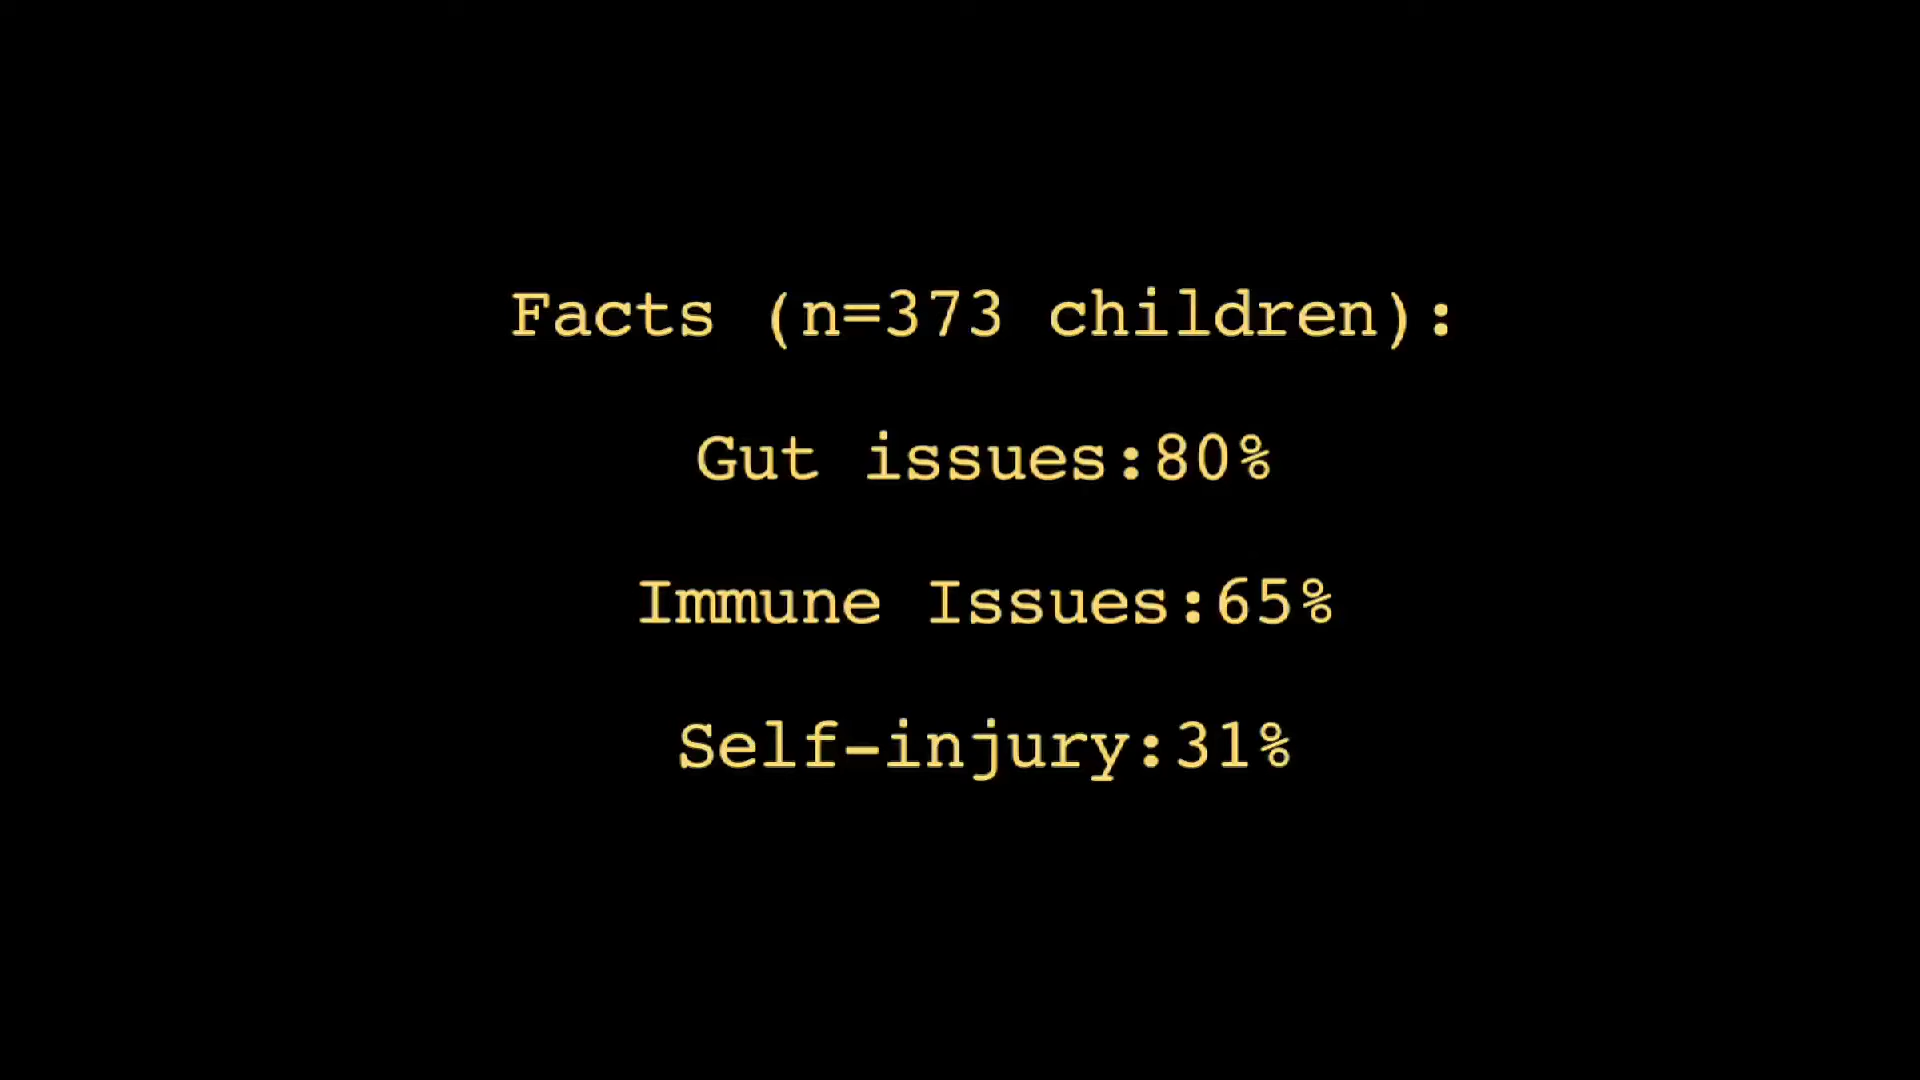 Facts (n=373 children):
Gut issues:80%
Immune Issues:65%
Self-injury:31%